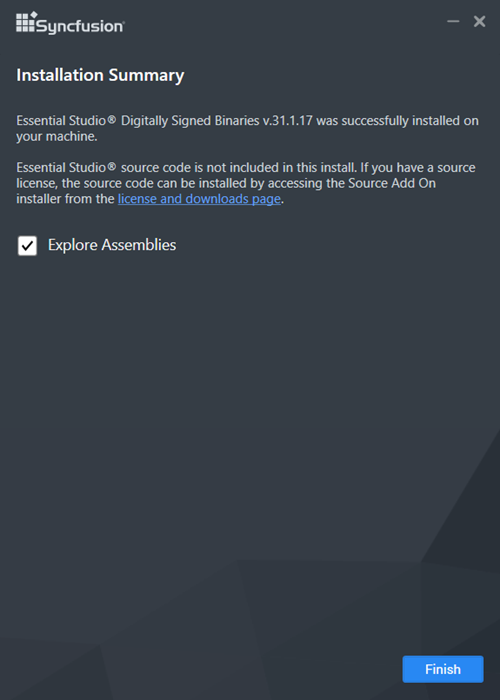 Syncfusion®
Installation Summary
Essential Studio® Digitally Signed Binaries v.31.1.17 was successfully installed on
your machine.
Essential Studio® source code is not included in this install. If you have a source
license, the source code can be installed by accessing the Source Add On
installer from the license and downloads page.
Explore Assemblies
Finish